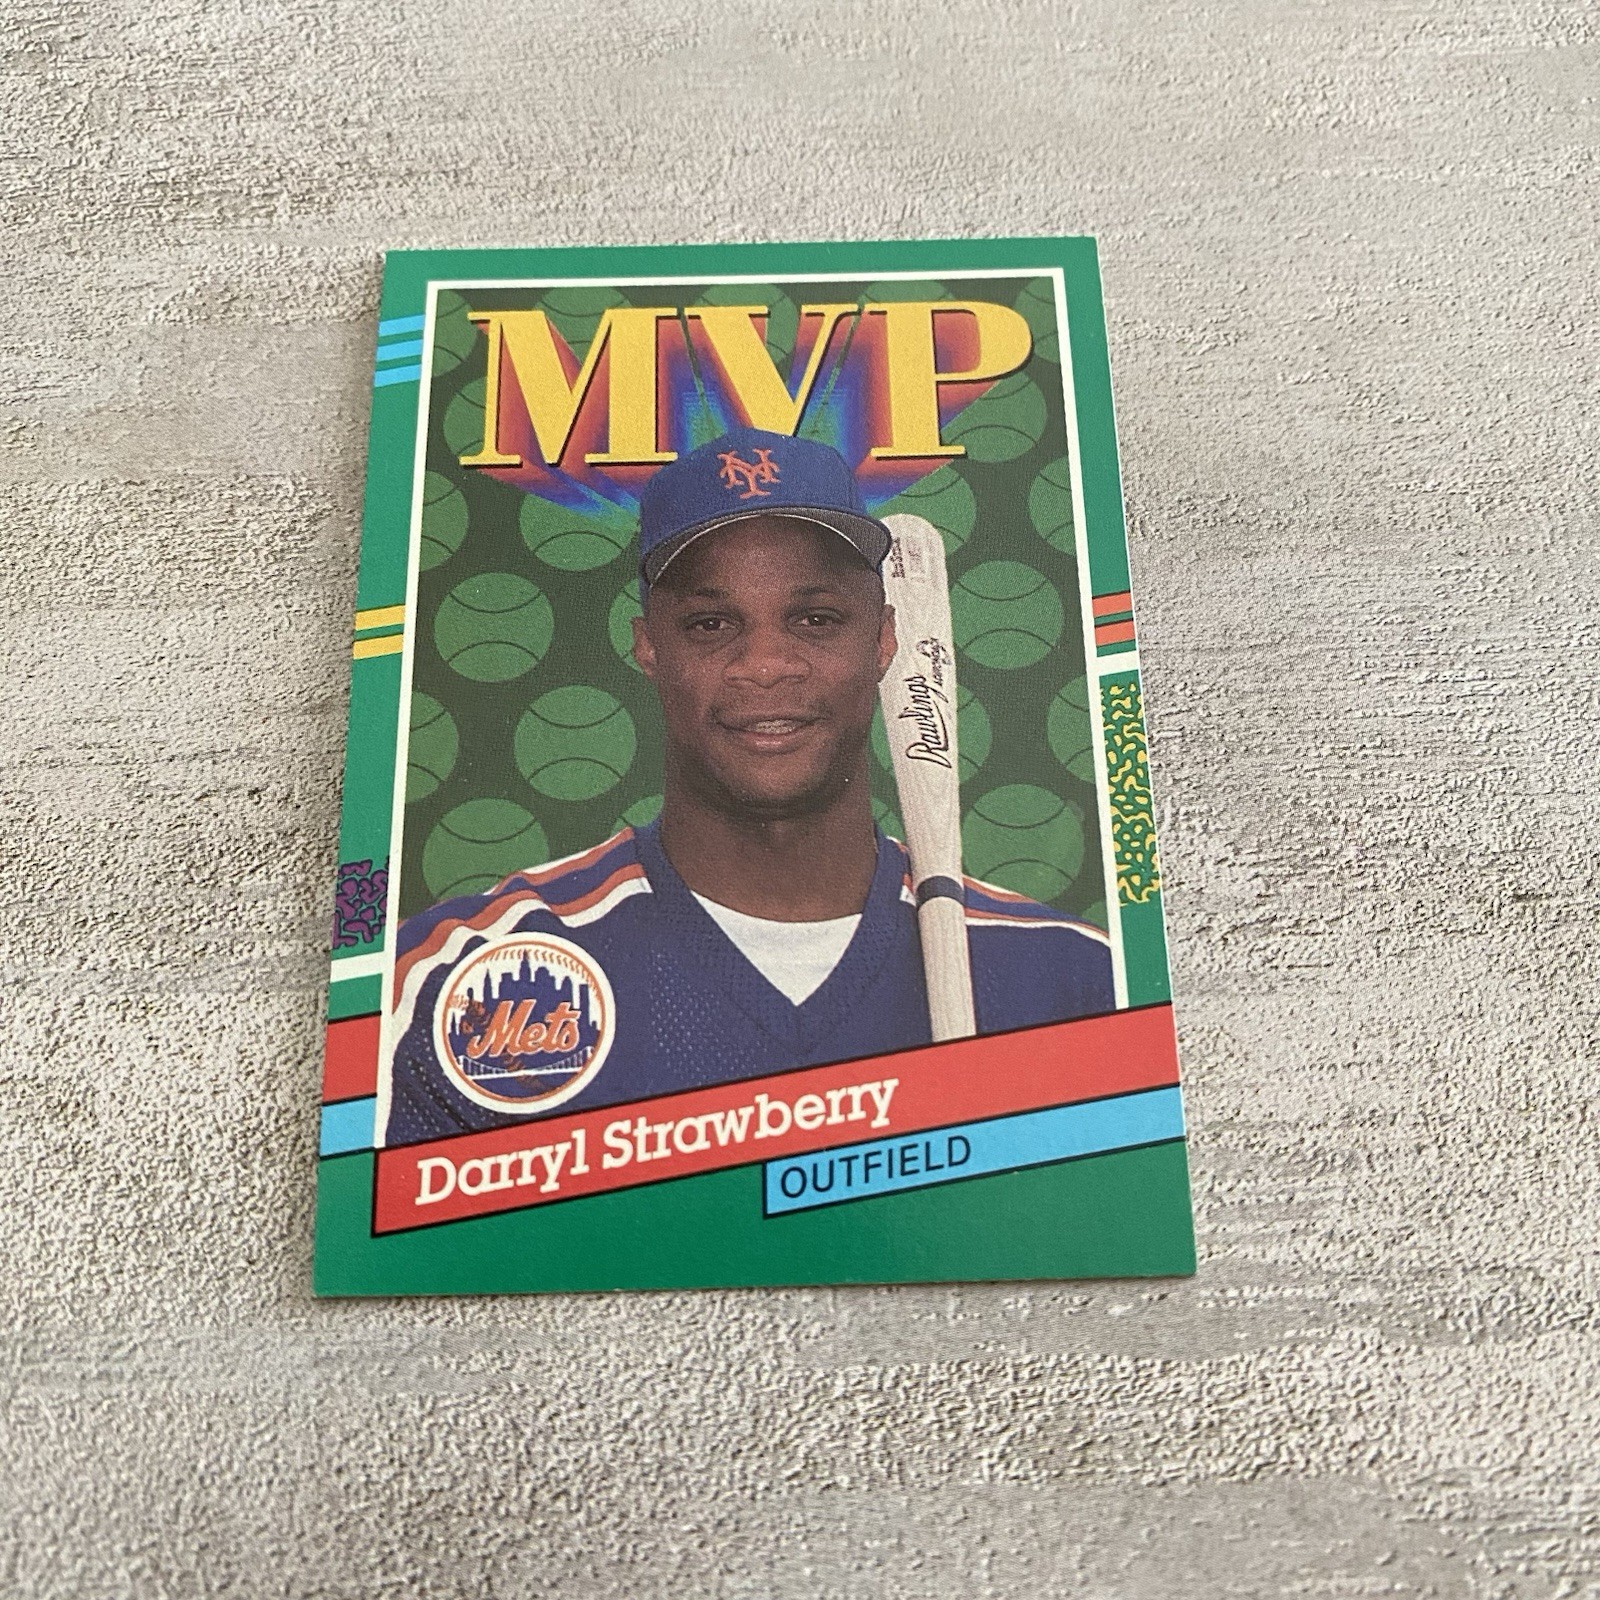 MVP
NY
Rawlings
Mets
Darryl Strawberry
OUTFIELD